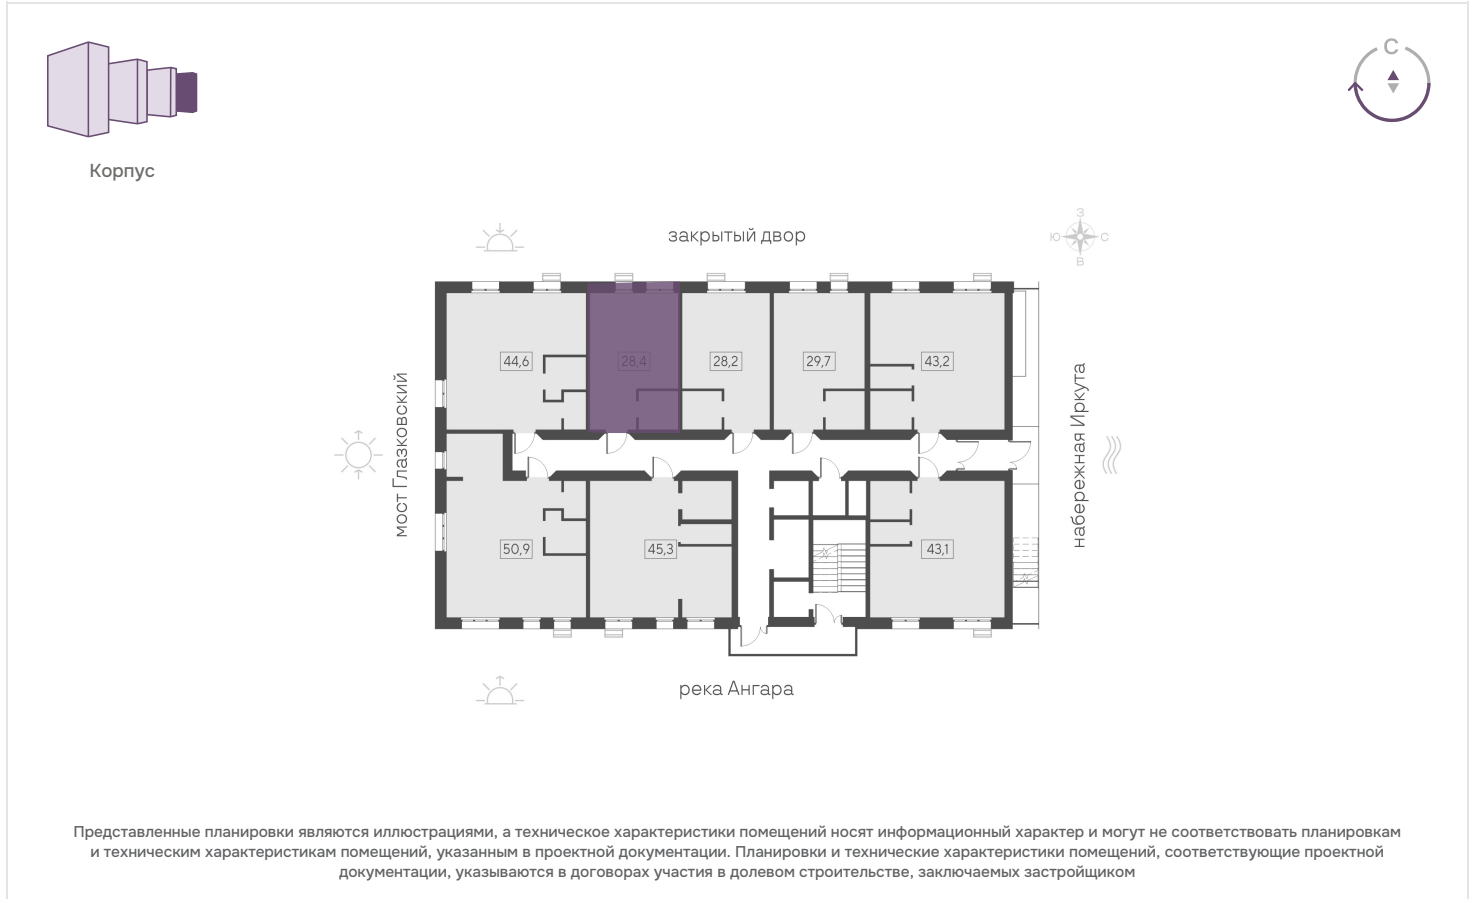 С
Корпус
закрытый двор
З
Ю
С
В
44,6
28,4
28,2
29,7
43,2
мост Глазковский
набережная Иркута
50,9
45,3
43,1
река Ангара
Представленные планировки являются иллюстрациями, а техническое характеристики помещений носят информационный характер и могут не соответствовать планировкам
и техническим характеристикам помещений, указанным в проектной документации. Планировки и технические характеристики помещений, соответствующие проектной
документации, указываются в договорах участия в долевом строительстве, заключаемых застройщиком